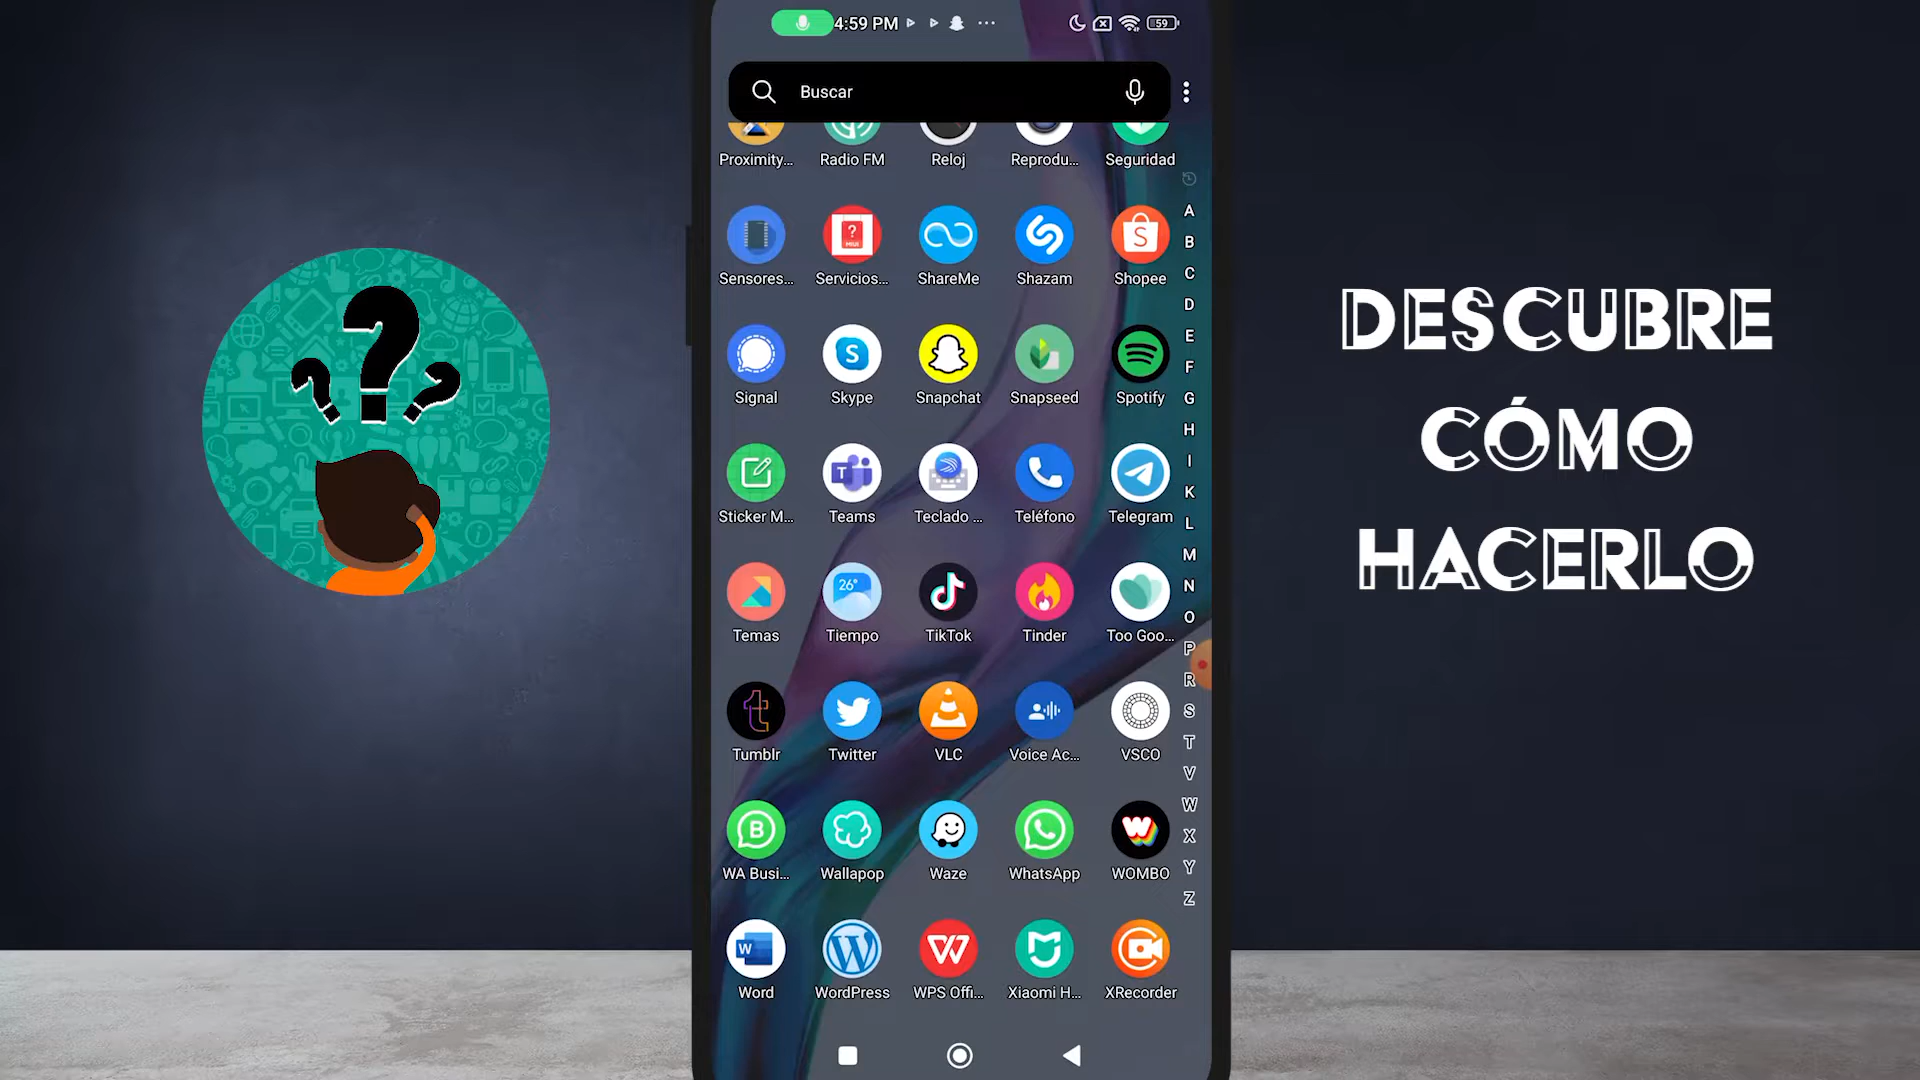 4:59 PM
59
Buscar
Proximity... Radio FM Reloj Reprodu... Seguridad
Sensores... Servicios... ShareMe Shazam Shopee
Signal Skype Snapchat Snapseed Spotify
Sticker M... Teams Teclado ... Teléfono Telegram
26°
Temas Tiempo TikTok Tinder Too Goo...
Tumblr Twitter VLC Voice Ac... VSCO
WA Busi... Wallapop Waze WhatsApp WOMBO
Word WordPress WPS Offi... Xiaomi H... XRecorder
A
B
C
D
E
F
G
H
I
K
L
M
N
O
P
R
S
T
V
W
X
Y
Z
DESCUBRE
CÓMO
HACERLO